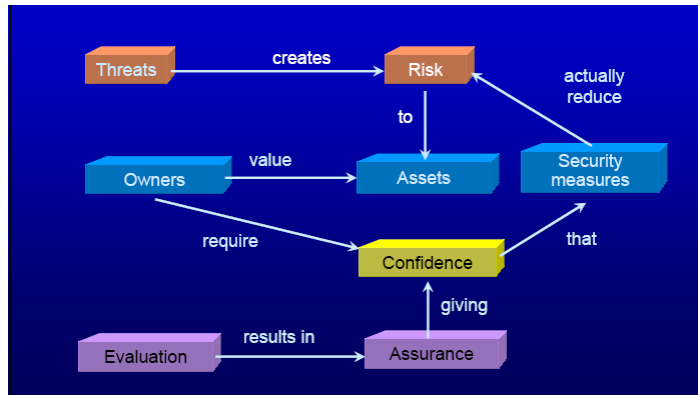 Threats
creates
Risk
actually
reduce
to
Owners
value
Assets
Security
measures
require
Confidence
that
giving
Evaluation
results in
Assurance